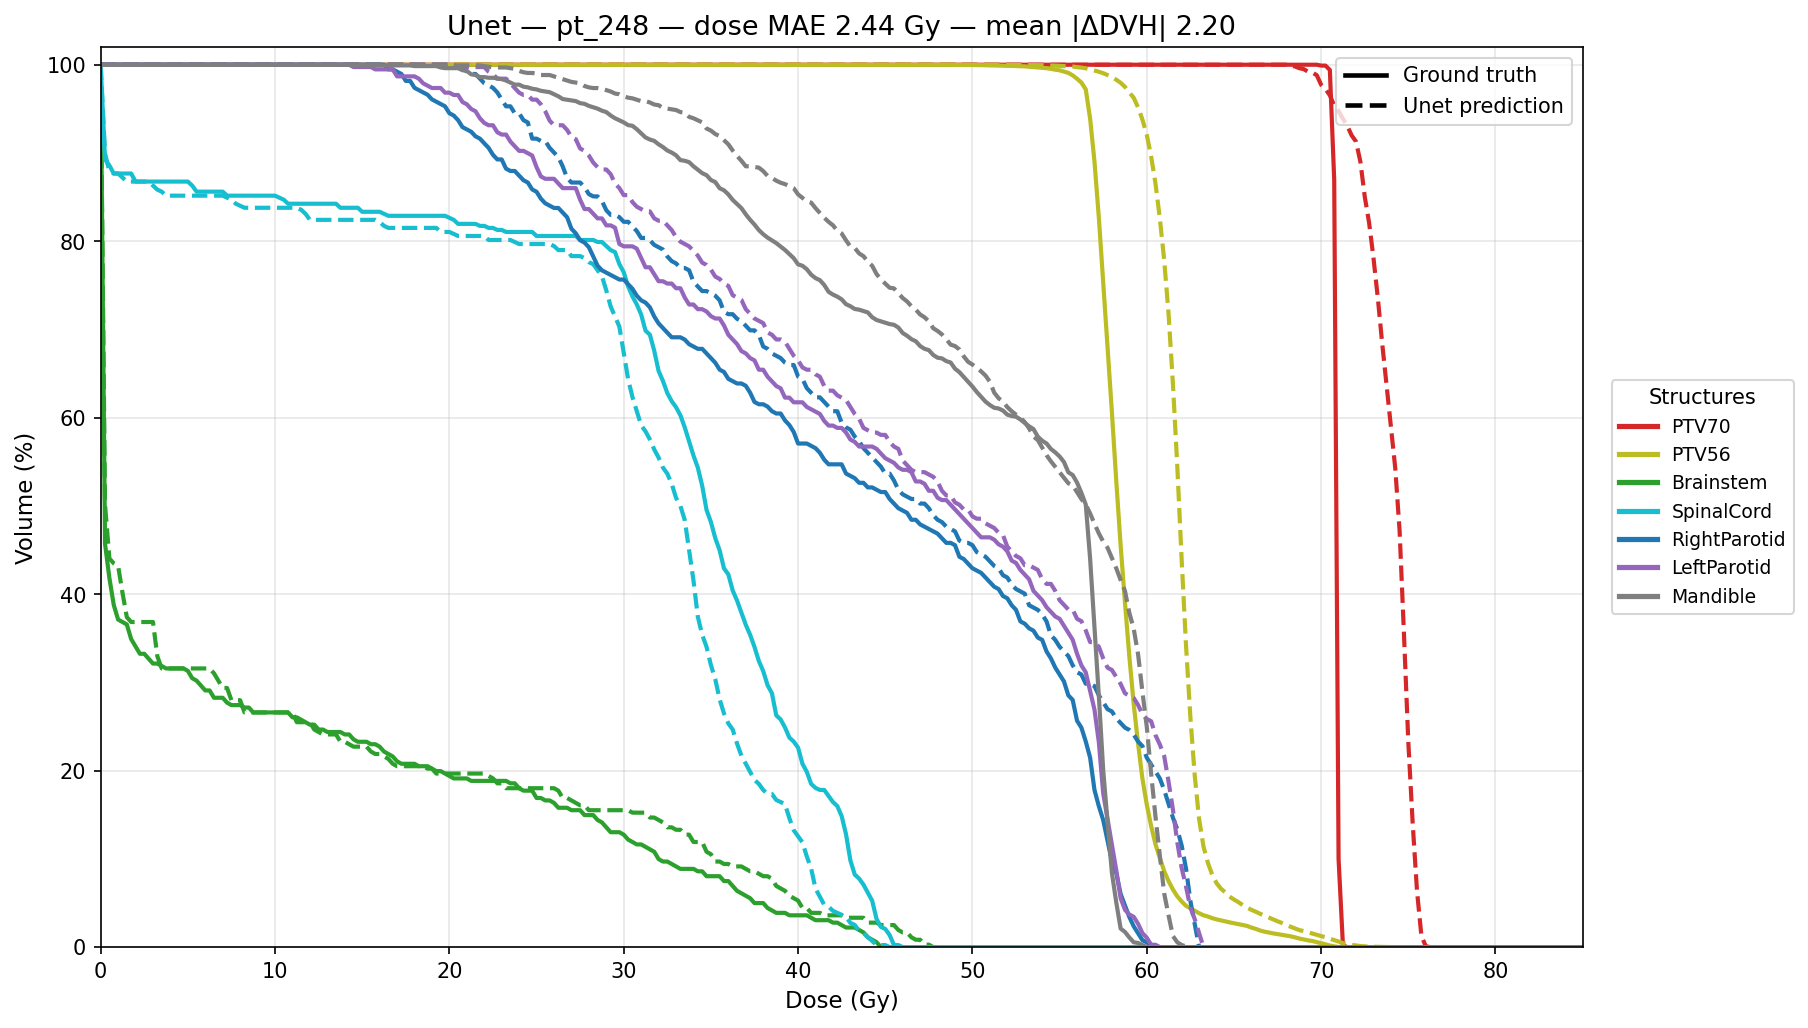 Unet — pt_248 — dose MAE 2.44 Gy — mean |ΔDVH| 2.20
Ground truth
Unet prediction
100
80
60
40
20
0
Volume (%)
0 10 20 30 40 50 60 70 80
Dose (Gy)
Structures
PTV70
PTV56
Brainstem
SpinalCord
RightParotid
LeftParotid
Mandible